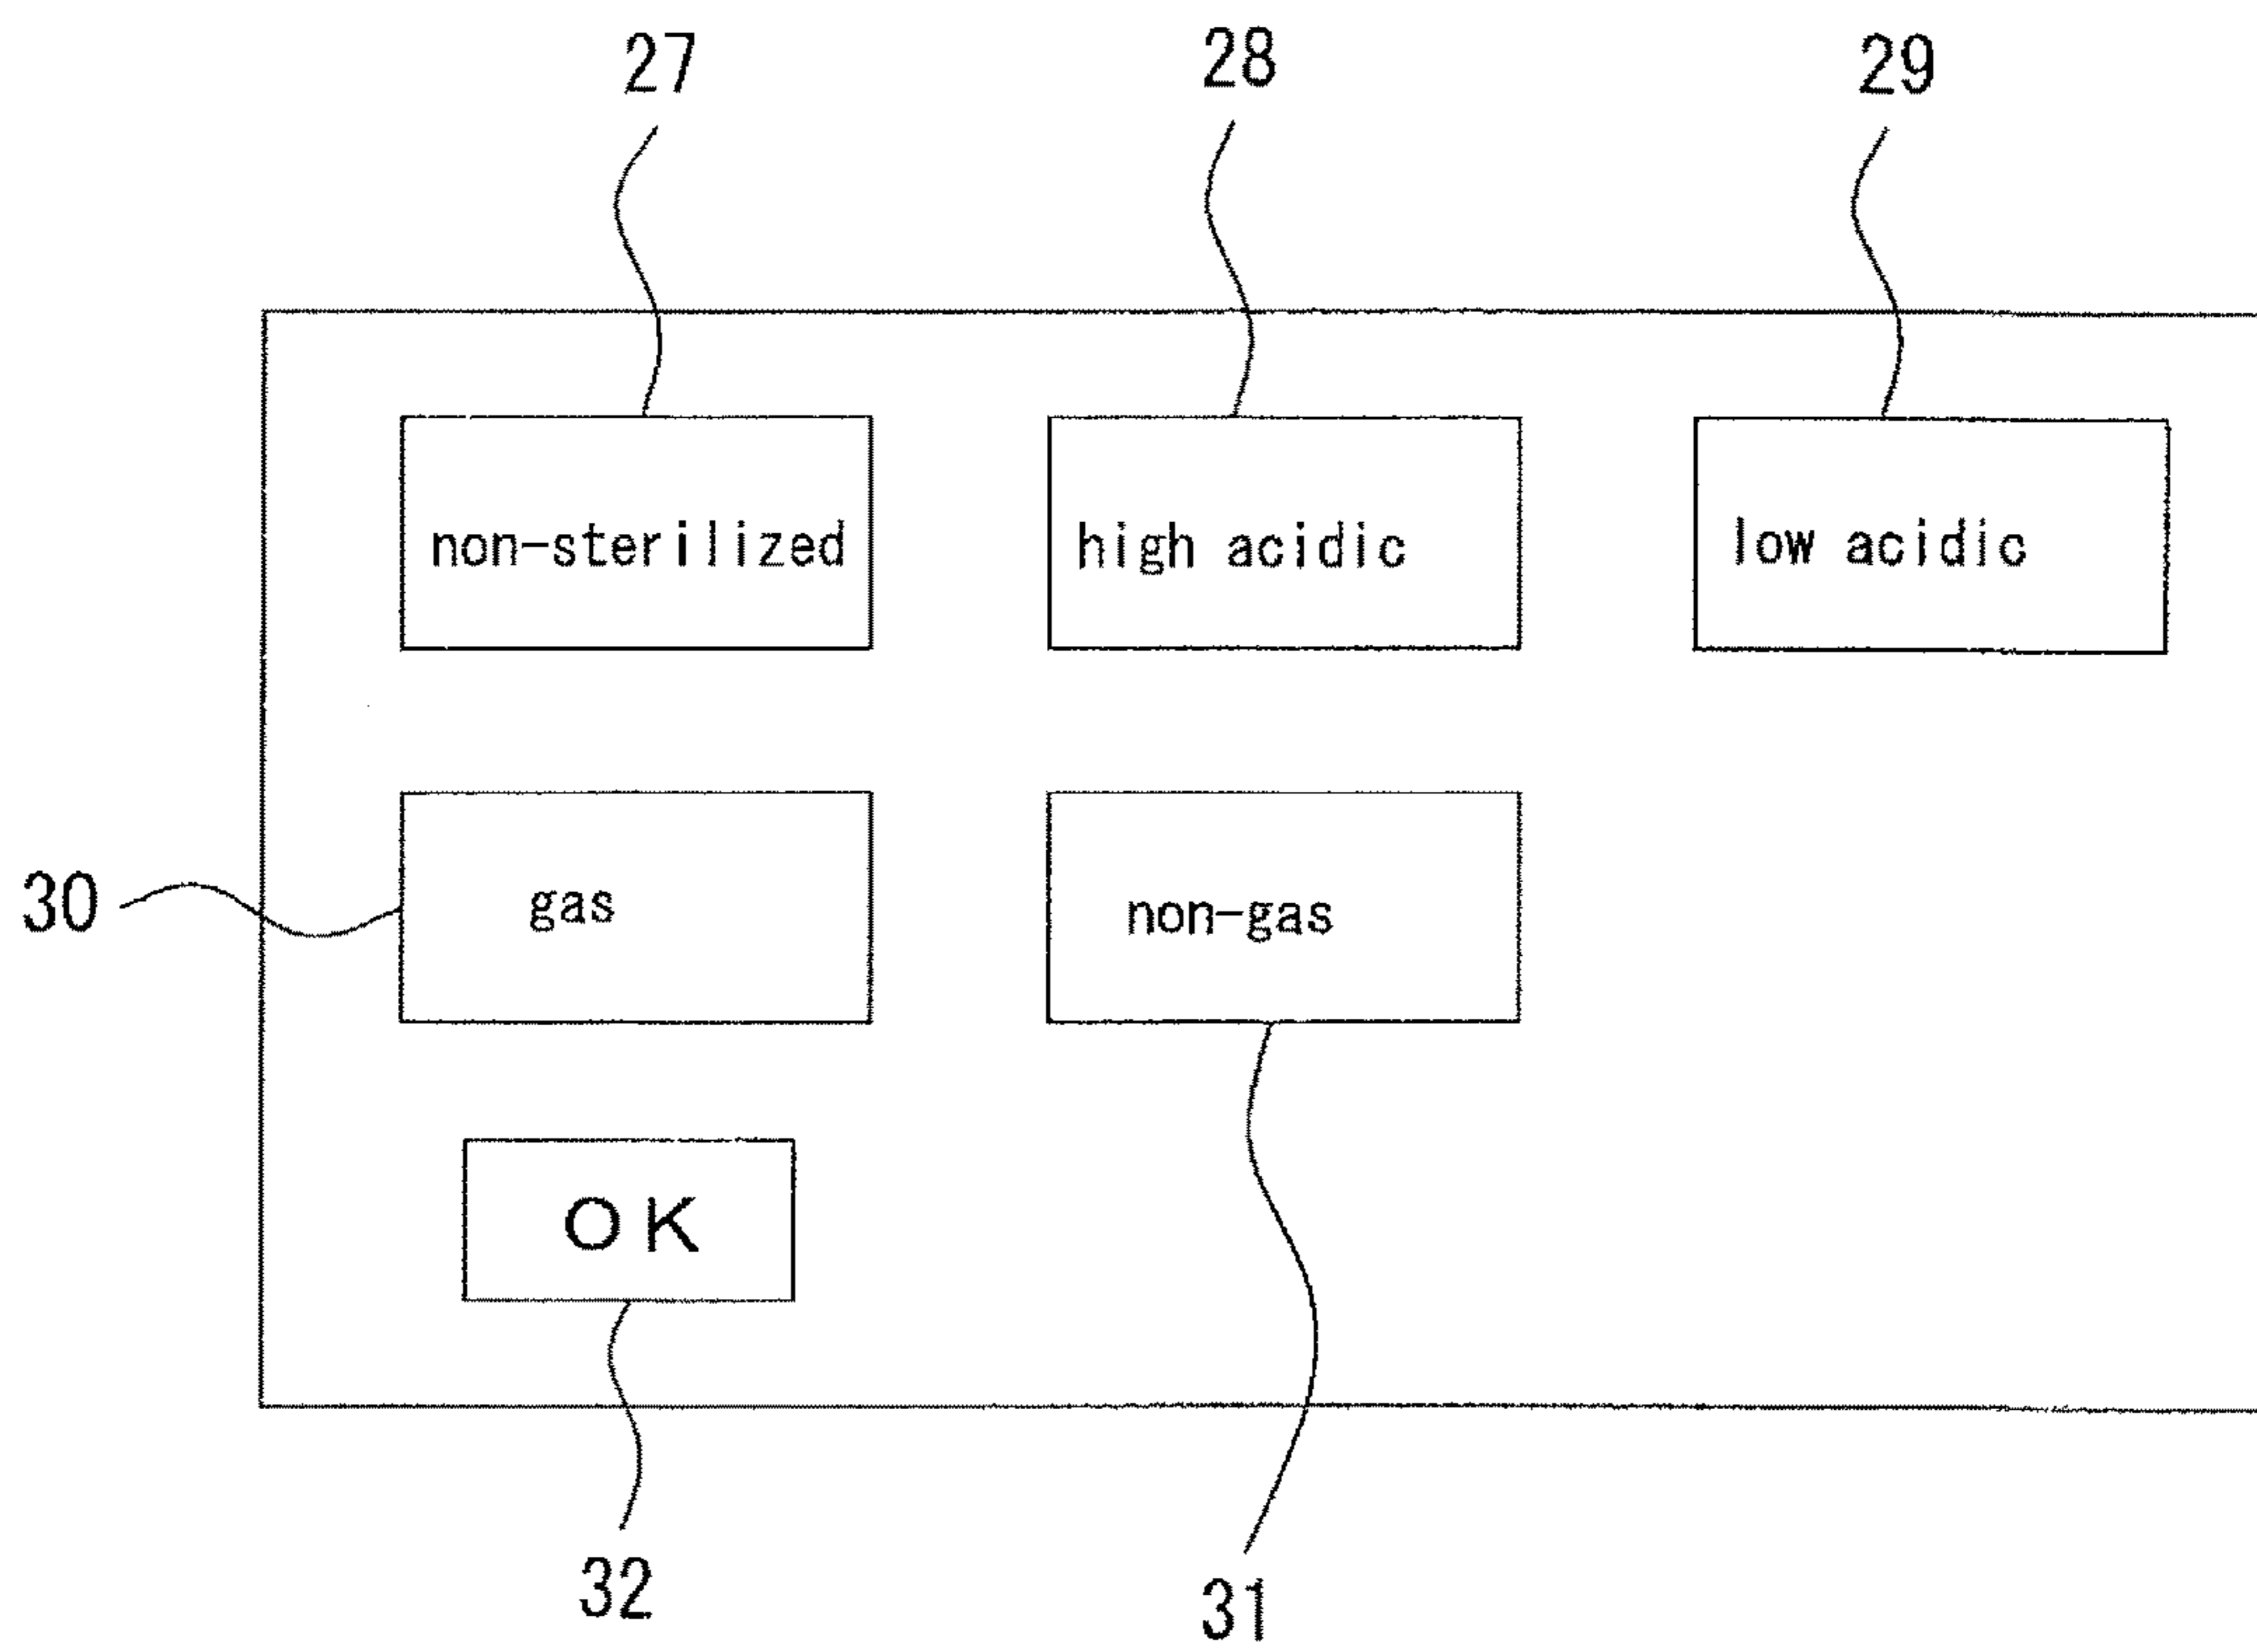 27 28 29
non-sterilized high acidic low acidic
30 gas non-gas
OK
32 31